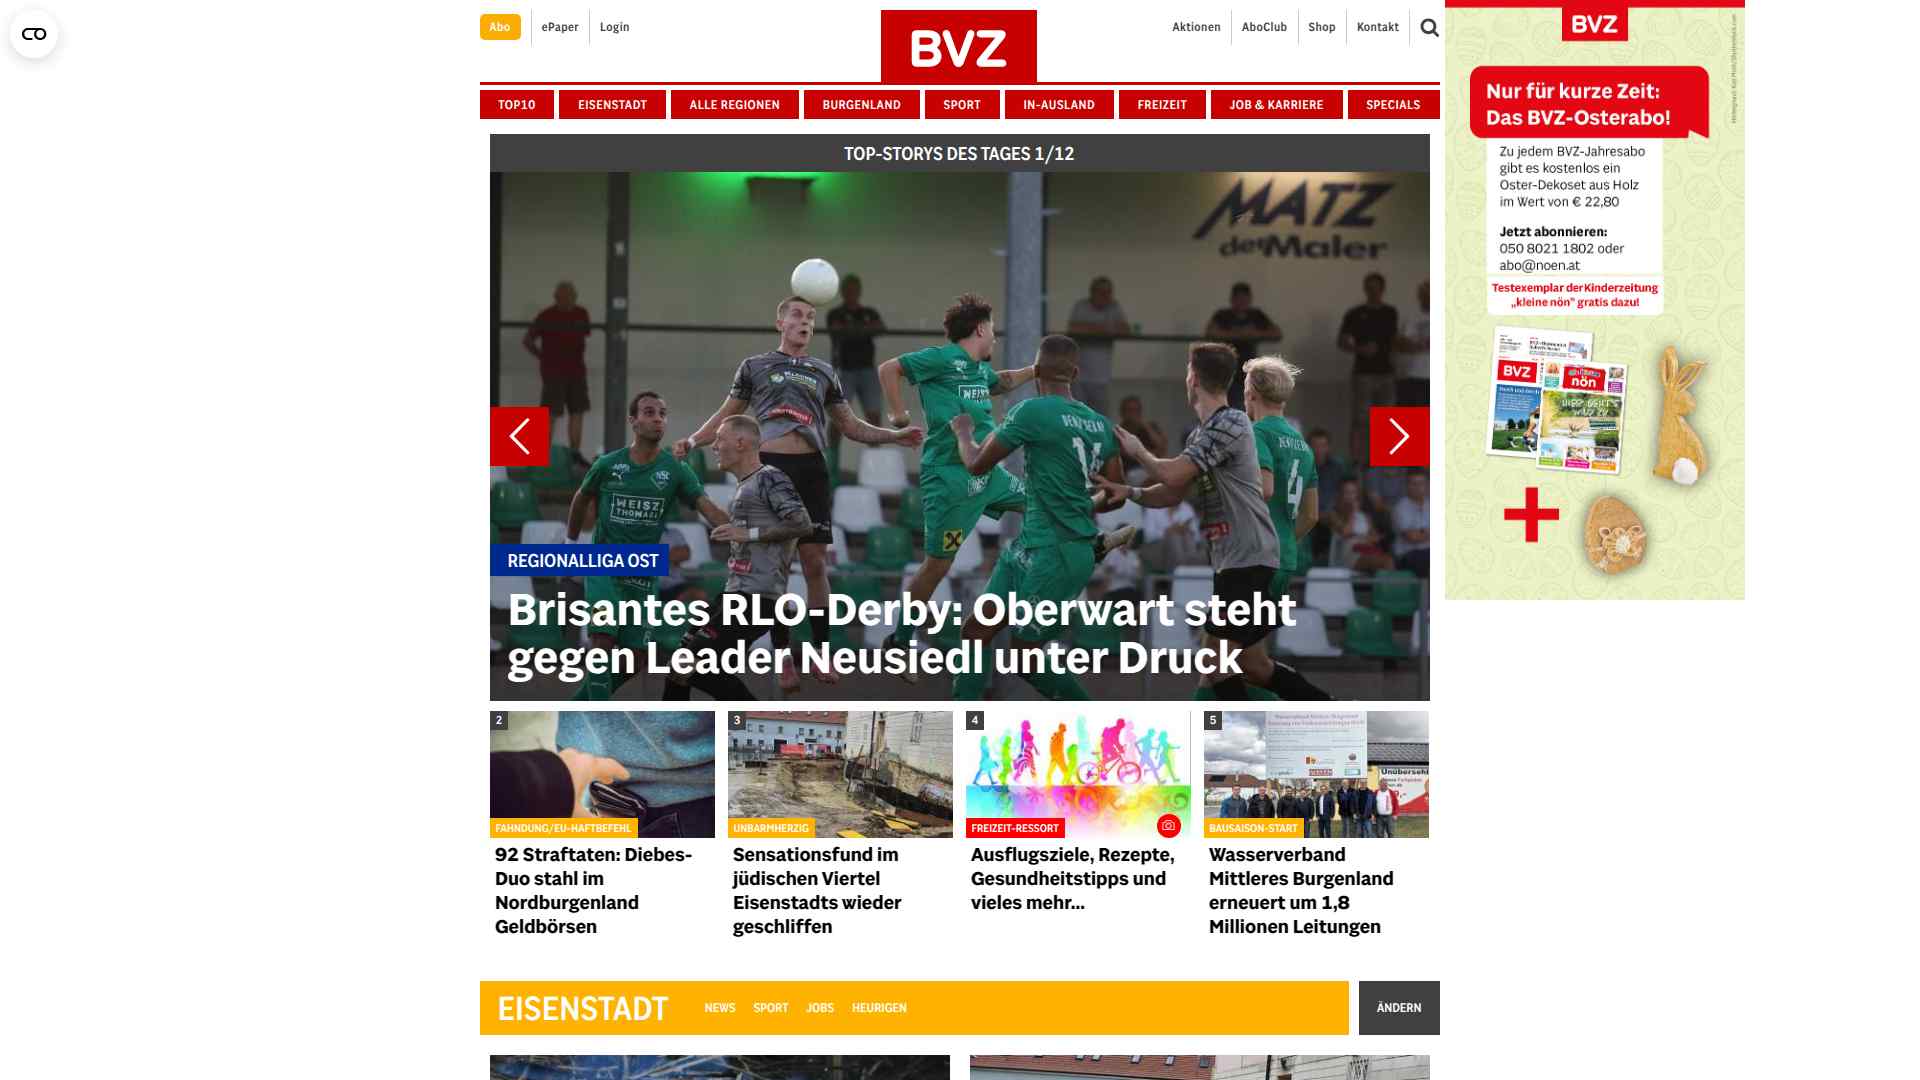 Abo
ePaper
Login
BVZ
Aktionen
AboClub
Shop
Kontakt
TOP10
EISENSTADT
ALLE REGIONEN
BURGENLAND
SPORT
IN-AUSLAND
FREIZEIT
JOB & KARRIERE
SPECIALS
TOP-STORYS DES TAGES 1/12
MATZ
der Maler
WEISZ
THOMAS
REGIONALLIGA OST
Brisantes RLO-Derby: Oberwart steht
gegen Leader Neusiedl unter Druck
2
FAHNDUNG/EU-HAFTBEFEHL
92 Straftaten: Diebes-
Duo stahl im
Nordburgenland
Geldbörsen
3
UNBARMHERZIG
Sensationsfund im
jüdischen Viertel
Eisenstadts wieder
geschliffen
4
FREIZEIT-RESSORT
Ausflugsziele, Rezepte,
Gesundheitstipps und
vieles mehr...
5
BAUSAISON-START
Wasserverband
Mittleres Burgenland
erneuert um 1,8
Millionen Leitungen
EISENSTADT
NEWS
SPORT
JOBS
HEURIGEN
ÄNDERN
BVZ
Nur für kurze Zeit:
Das BVZ-Osterabo!
Zu jedem BVZ-Jahresabo
gibt es kostenlos ein
Oster-Dekoset aus Holz
im Wert von € 22,80
Jetzt abonnieren:
050 8021 1802 oder
abo@noen.at
Testexemplar der Kinderzeitung
„kleine nön" gratis dazu!
BVZ
nön